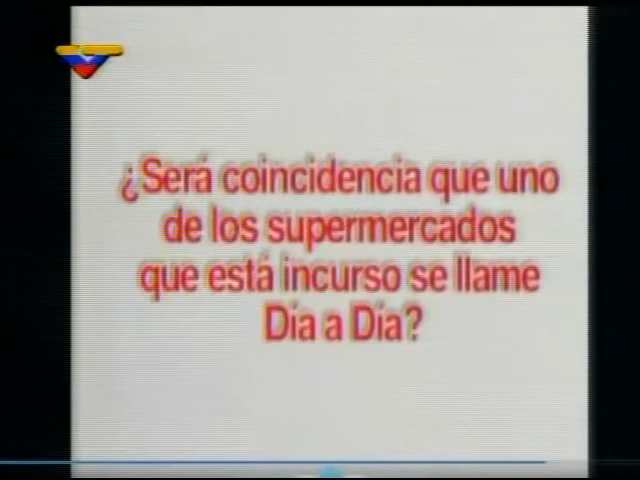 ¿Será coincidencia que uno
de los supermercados
que está incurso se llame
Día a Día?